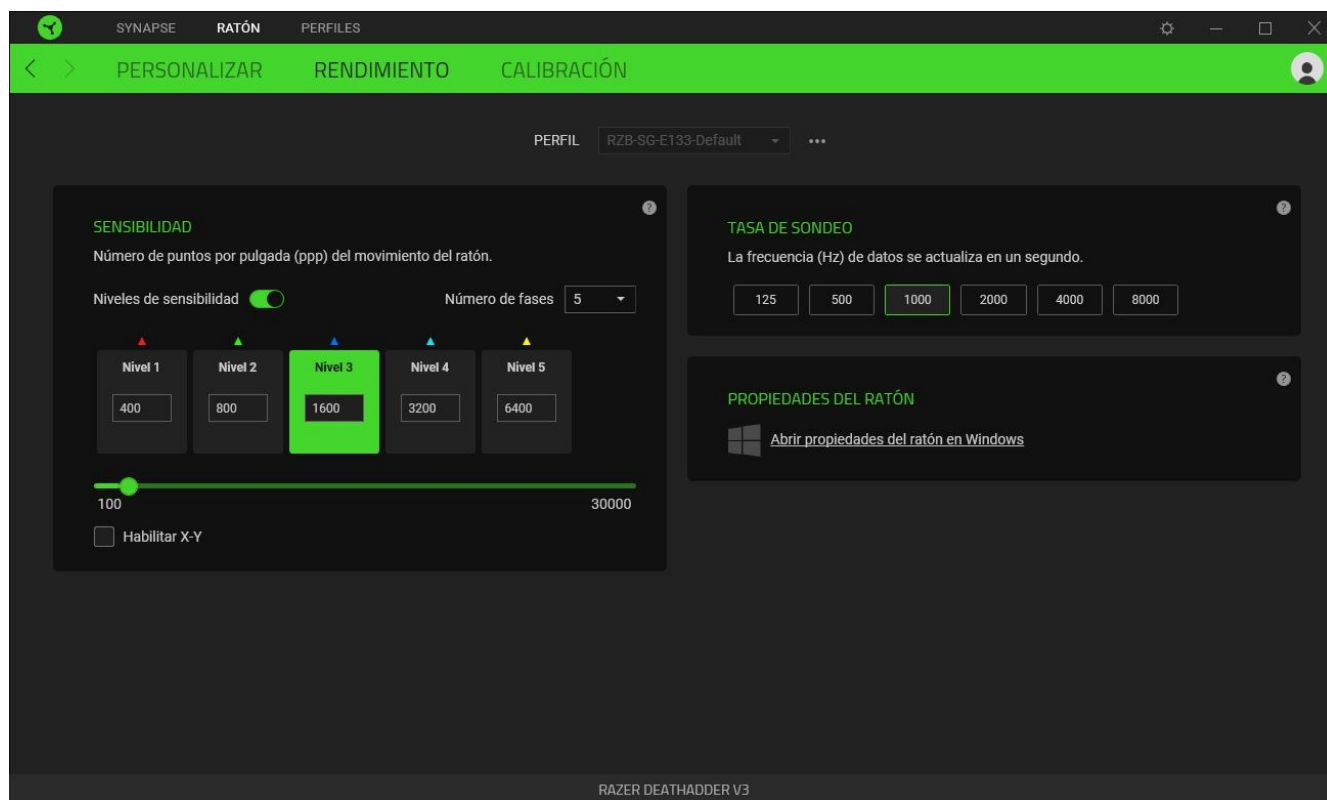 SYNAPSE RATÓN PERFILES
PERSONALIZAR RENDIMIENTO CALIBRACIÓN
PERFIL RZB-SG-E133-Default
SENSIBILIDAD
Número de puntos por pulgada (ppp) del movimiento del ratón.
Niveles de sensibilidad Número de fases 5
Nivel 1 Nivel 2 Nivel 3 Nivel 4 Nivel 5
400 800 1600 3200 6400
100 30000
Habilitar X-Y
TASA DE SONDEO
La frecuencia (Hz) de datos se actualiza en un segundo.
125 500 1000 2000 4000 8000
PROPIEDADES DEL RATÓN
Abrir propiedades del ratón en Windows
RAZER DEATHADDER V3